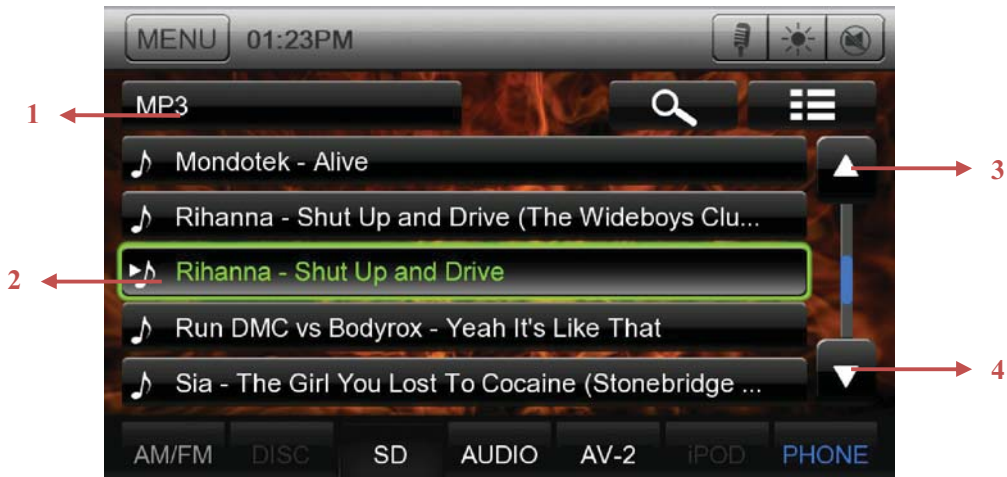 MENU 01:23PM
1 MP3
Mondotek - Alive
3
Rihanna - Shut Up and Drive (The Wideboys Clu...
2 Rihanna - Shut Up and Drive
Run DMC vs Bodyrox - Yeah It's Like That
Sia - The Girl You Lost To Cocaine (Stonebridge ...
4
AM/FM DISC SD AUDIO AV-2 iPOD PHONE